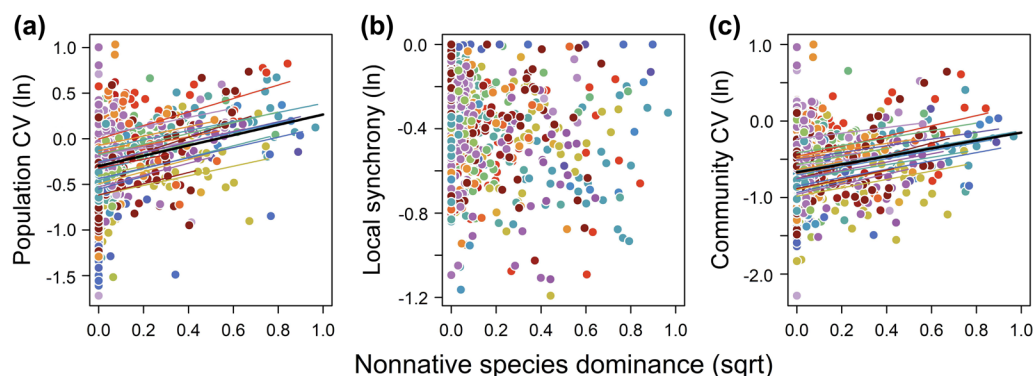 (a)
Population CV (ln)
1.0
0.5
0.0
-0.5
-1.0
-1.5
0.0 0.2 0.4 0.6 0.8 1.0
(b)
Local synchrony (ln)
0.0
-0.4
-0.8
-1.2
0.0 0.2 0.4 0.6 0.8 1.0
(c)
Community CV (ln)
1.0
0.0
-1.0
-2.0
0.0 0.2 0.4 0.6 0.8 1.0
Nonnative species dominance (sqrt)